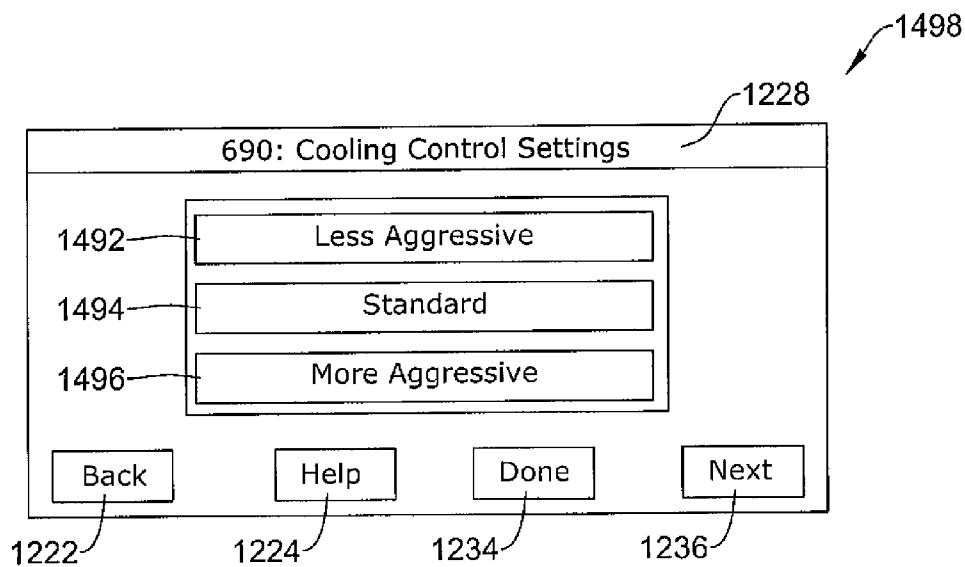 1498
1228
690: Cooling Control Settings
1492 Less Aggressive
1494 Standard
1496 More Aggressive
Back Help Done Next
1222 1224 1234 1236